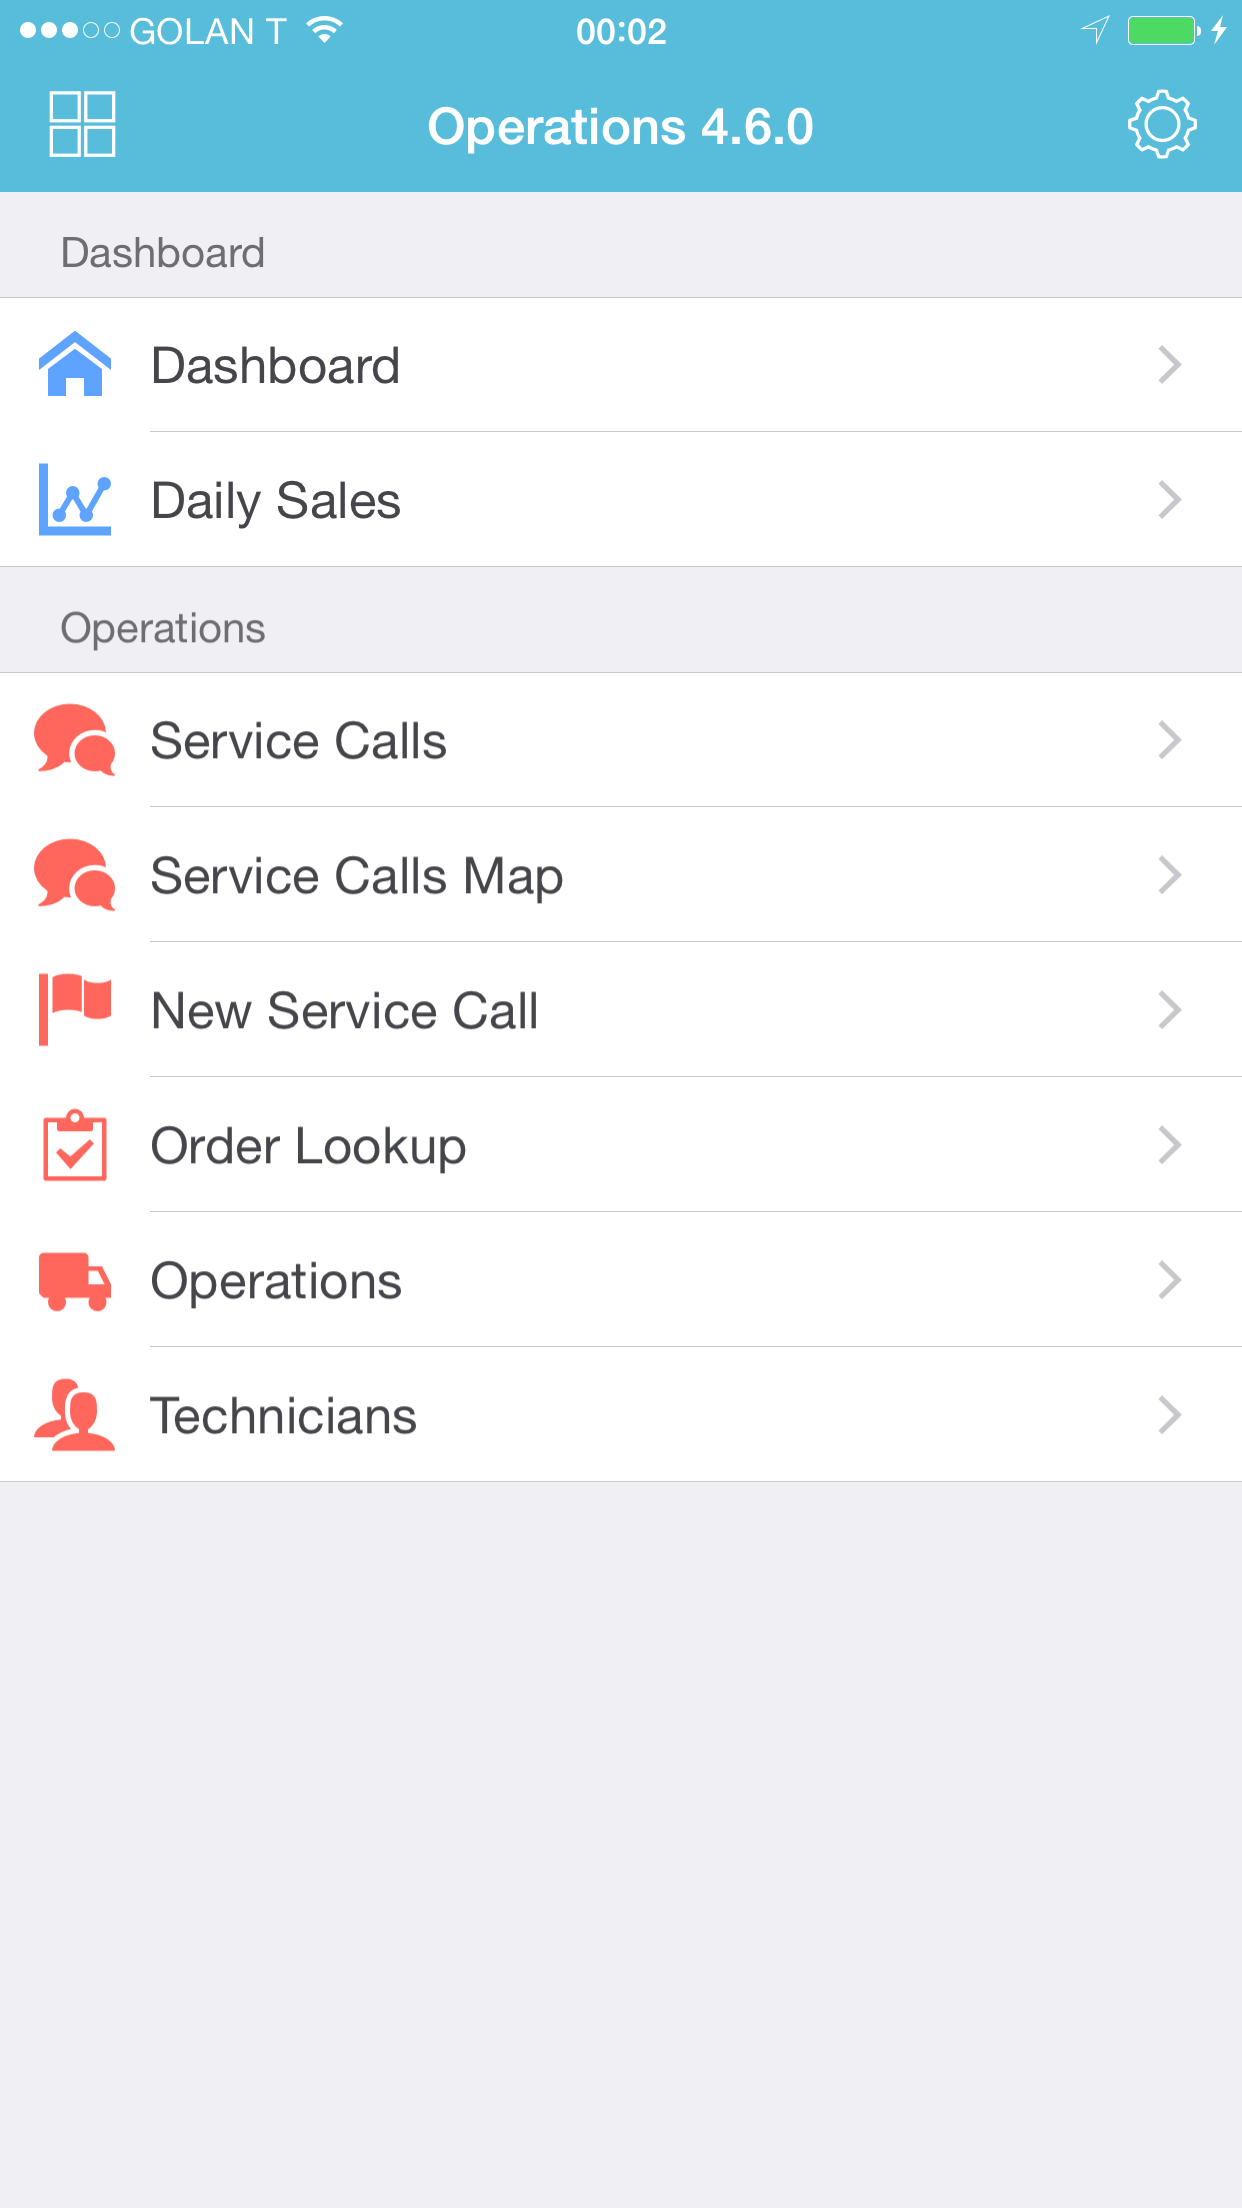 GOLAN T
00:02
Operations 4.6.0
Dashboard
Dashboard
Daily Sales
Operations
Service Calls
Service Calls Map
New Service Call
Order Lookup
Operations
Technicians